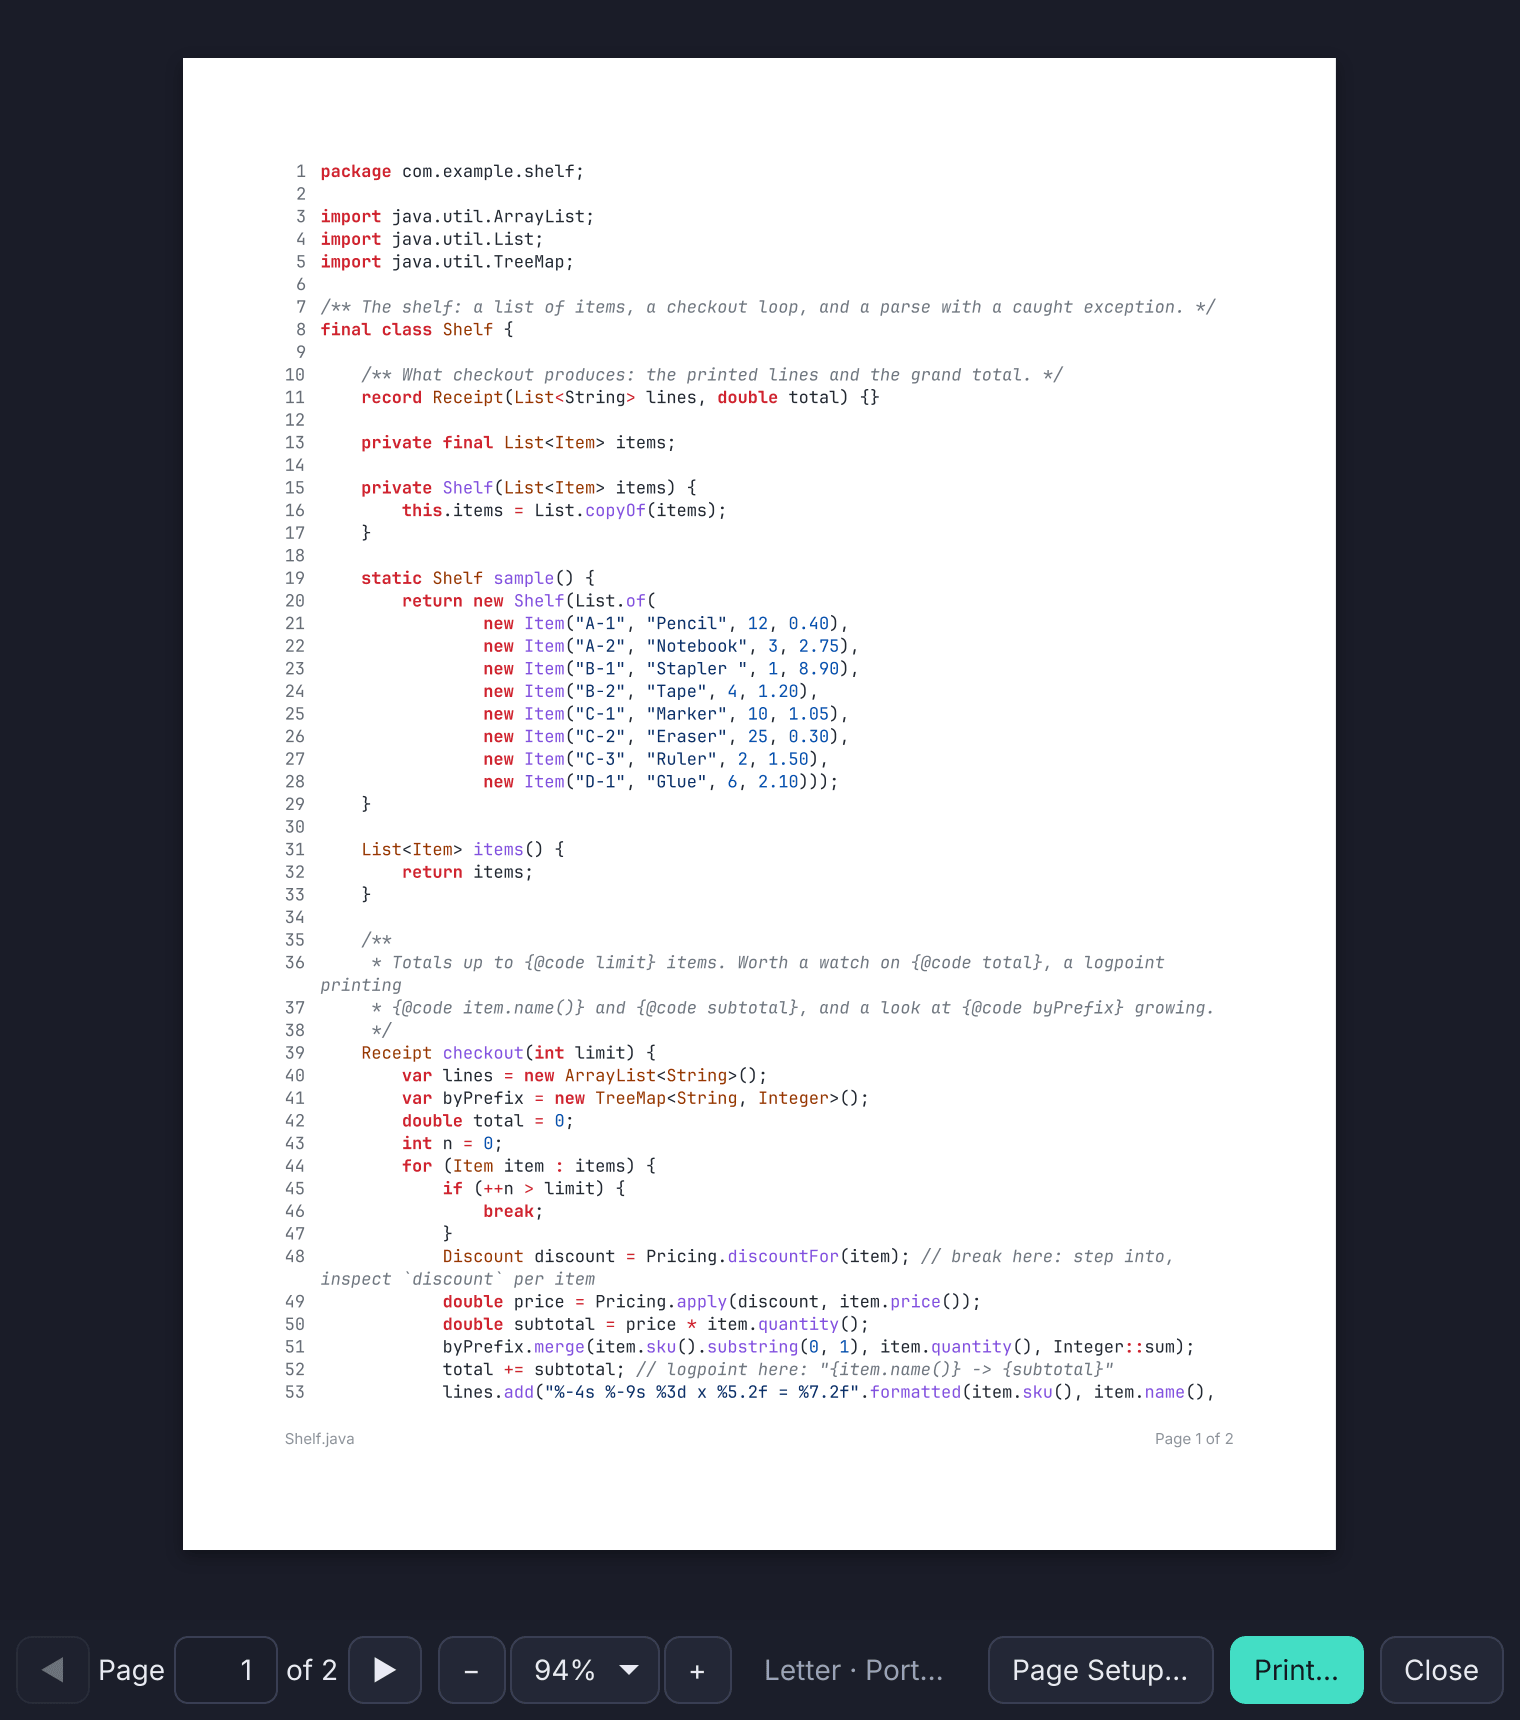 1 package com.example.shelf;
2
3 import java.util.ArrayList;
4 import java.util.List;
5 import java.util.TreeMap;
6
7 /** The shelf: a list of items, a checkout loop, and a parse with a caught exception. */
8 final class Shelf {
9
10     /** What checkout produces: the printed lines and the grand total. */
11     record Receipt(List<String> lines, double total) {}
12
13     private final List<Item> items;
14
15     private Shelf(List<Item> items) {
16         this.items = List.copyOf(items);
17     }
18
19     static Shelf sample() {
20         return new Shelf(List.of(
21                 new Item("A-1", "Pencil", 12, 0.40),
22                 new Item("A-2", "Notebook", 3, 2.75),
23                 new Item("B-1", "Stapler ", 1, 8.90),
24                 new Item("B-2", "Tape", 4, 1.20),
25                 new Item("C-1", "Marker", 10, 1.05),
26                 new Item("C-2", "Eraser", 25, 0.30),
27                 new Item("C-3", "Ruler", 2, 1.50),
28                 new Item("D-1", "Glue", 6, 2.10)));
29     }
30
31     List<Item> items() {
32         return items;
33     }
34
35     /**
36      * Totals up to {@code limit} items. Worth a watch on {@code total}, a logpoint
printing
37      * {@code item.name()} and {@code subtotal}, and a look at {@code byPrefix} growing.
38      */
39     Receipt checkout(int limit) {
40         var lines = new ArrayList<String>();
41         var byPrefix = new TreeMap<String, Integer>();
42         double total = 0;
43         int n = 0;
44         for (Item item : items) {
45             if (++n > limit) {
46                 break;
47             }
48             Discount discount = Pricing.discountFor(item); // break here: step into,
inspect `discount` per item
49             double price = Pricing.apply(discount, item.price());
50             double subtotal = price * item.quantity();
51             byPrefix.merge(item.sku().substring(0, 1), item.quantity(), Integer::sum);
52             total += subtotal; // logpoint here: "{item.name()} -> {subtotal}"
53             lines.add("%-4s %-9s %3d x %5.2f = %7.2f".formatted(item.sku(), item.name(),
Shelf.java Page 1 of 2
Page 1 of 2 − 94% + Letter · Port... Page Setup... Print... Close